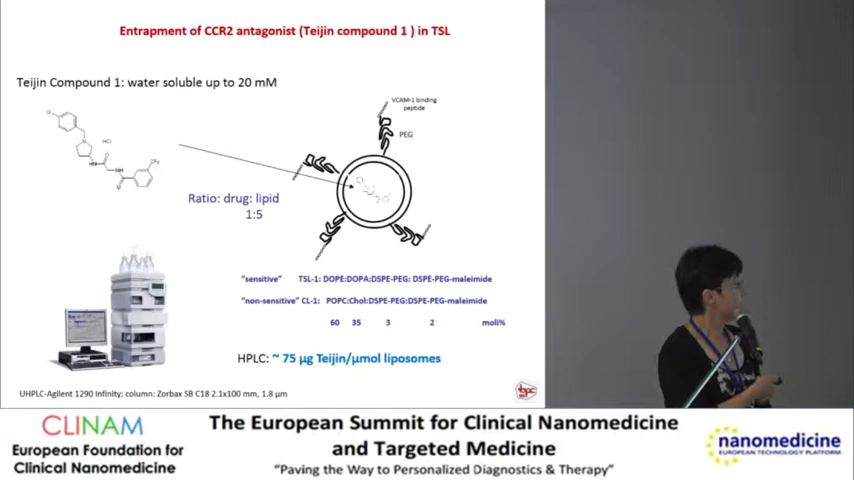 Entrapment of CCR2 antagonist (Teijin compound 1 ) in TSL
Teijin Compound 1: water soluble up to 20 mM
VCAM-1 binding
peptide
PEG
HCl
CF₃
NH
O
Ratio: drug: lipid
1:5
"sensitive" TSL-1: DOPE:DOPA:DSPE-PEG: DSPE-PEG-maleimide
"non-sensitive" CL-1: POPC:Chol:DSPE-PEG:DSPE-PEG-maleimide
60 35 3 2 mol%
HPLC: ~ 75 µg Teijin/µmol liposomes
UHPLC-Agilent 1290 Infinity; column: Zorbax SB C18 2.1x100 mm, 1.8 µm
CLINAM
European Foundation for
Clinical Nanomedicine
The European Summit for Clinical Nanomedicine
and Targeted Medicine
"Paving the Way to Personalized Diagnostics & Therapy"
nanomedicine
EUROPEAN TECHNOLOGY PLATFORM